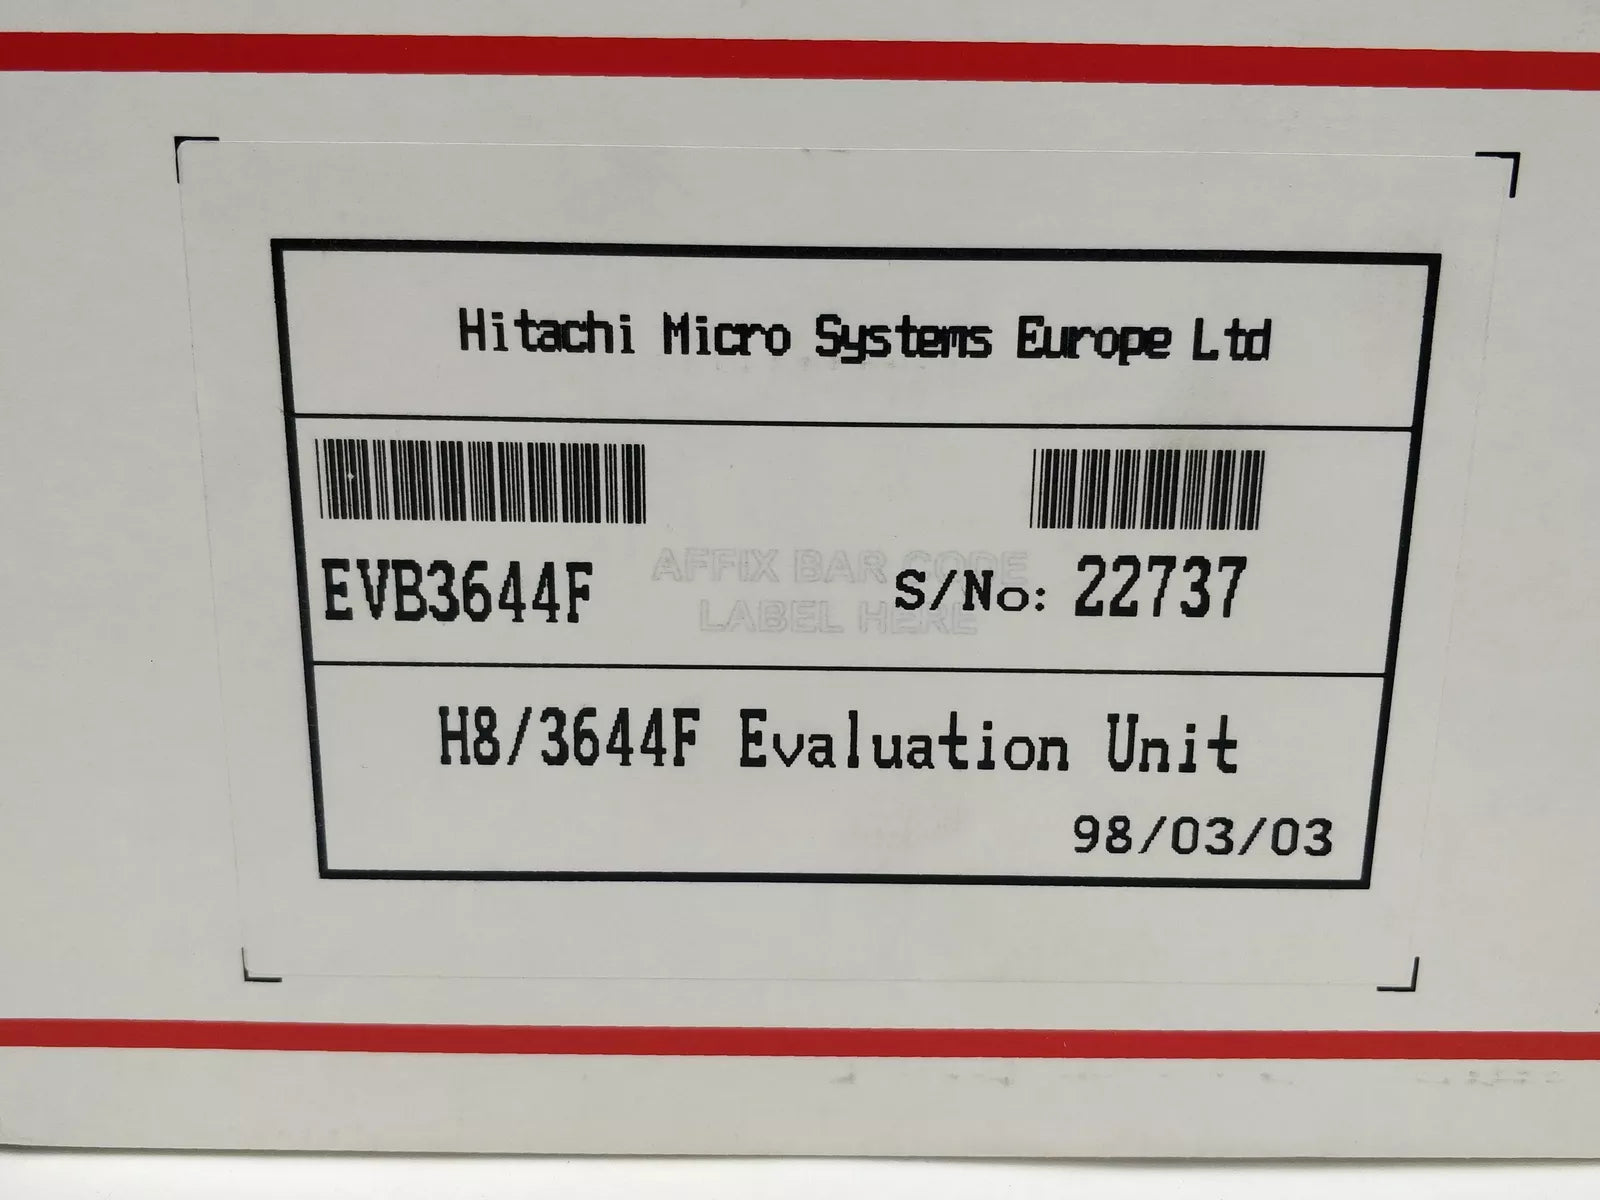 Hitachi Micro Systems Europe Ltd
AFFIX BAR CODE
LABEL HERE
EVB3644F S/No: 22737
H8/3644F Evaluation Unit
98/03/03